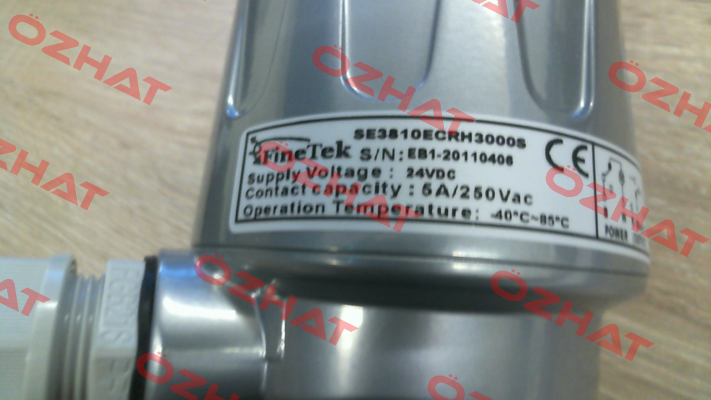 SE3810ECRH3000S
FineTek S/N: EB1-20110406
CE
Supply Voltage: 24VDC
Contact capacity: 5A/250Vac
Operation Temperature: -40°C~85°C
POWER
ÖZHAT
ÖZHAT
ÖZHAT
ÖZHAT
ÖZHAT
ÖZHAT
ÖZHAT
ÖZHAT
ÖZHAT